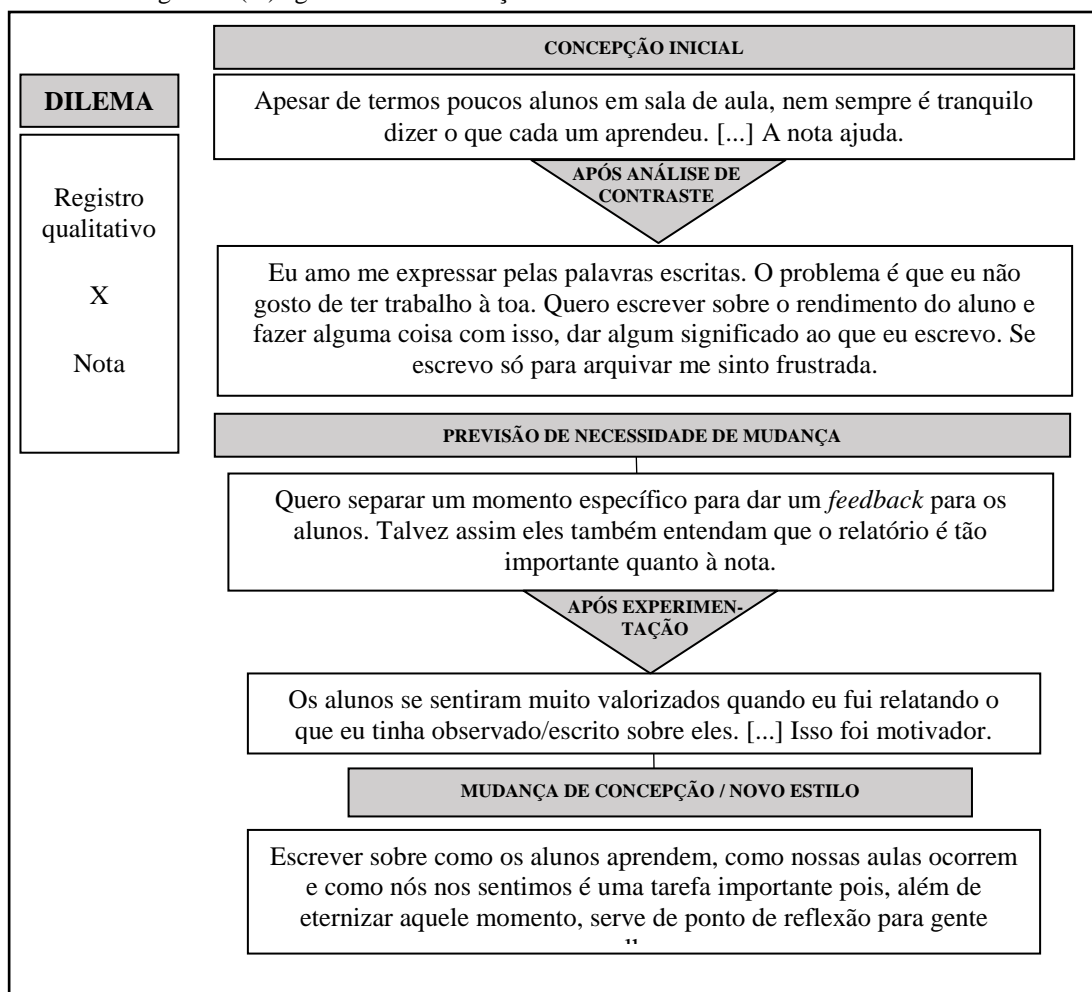 CONCEPÇÃO INICIAL
DILEMA
Registro
qualitativo
X
Nota
Apesar de termos poucos alunos em sala de aula, nem sempre é tranquilo
dizer o que cada um aprendeu. [...] A nota ajuda.
APÓS ANÁLISE DE
CONTRASTE
Eu amo me expressar pelas palavras escritas. O problema é que eu não
gosto de ter trabalho à toa. Quero escrever sobre o rendimento do aluno e
fazer alguma coisa com isso, dar algum significado ao que eu escrevo. Se
escrevo só para arquivar me sinto frustrada.
PREVISÃO DE NECESSIDADE DE MUDANÇA
Quero separar um momento específico para dar um feedback para os
alunos. Talvez assim eles também entendam que o relatório é tão
importante quanto à nota.
APÓS EXPERIMEN-
TAÇÃO
Os alunos se sentiram muito valorizados quando eu fui relatando o
que eu tinha observado/escrito sobre eles. [...] Isso foi motivador.
MUDANÇA DE CONCEPÇÃO / NOVO ESTILO
Escrever sobre como os alunos aprendem, como nossas aulas ocorrem
e como nós nos sentimos é uma tarefa importante pois, além de
eternizar aquele momento, serve de ponto de reflexão para gente